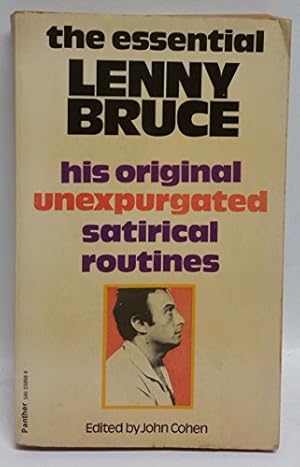 the essential
LENNY
BRUCE
his original
unexpurgated
satirical
routines
Edited by John Cohen
Panther